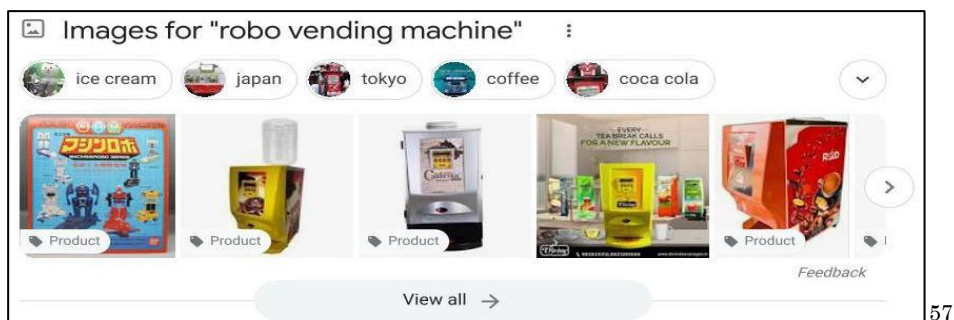 Images for "robo vending machine"
ice cream
japan
tokyo
coffee
coca cola
マシンロボ
EVERY
TEA BREAK CALLS
FOR A NEW FLAVOUR
Product
Product
Product
Product
Feedback
View all →
57